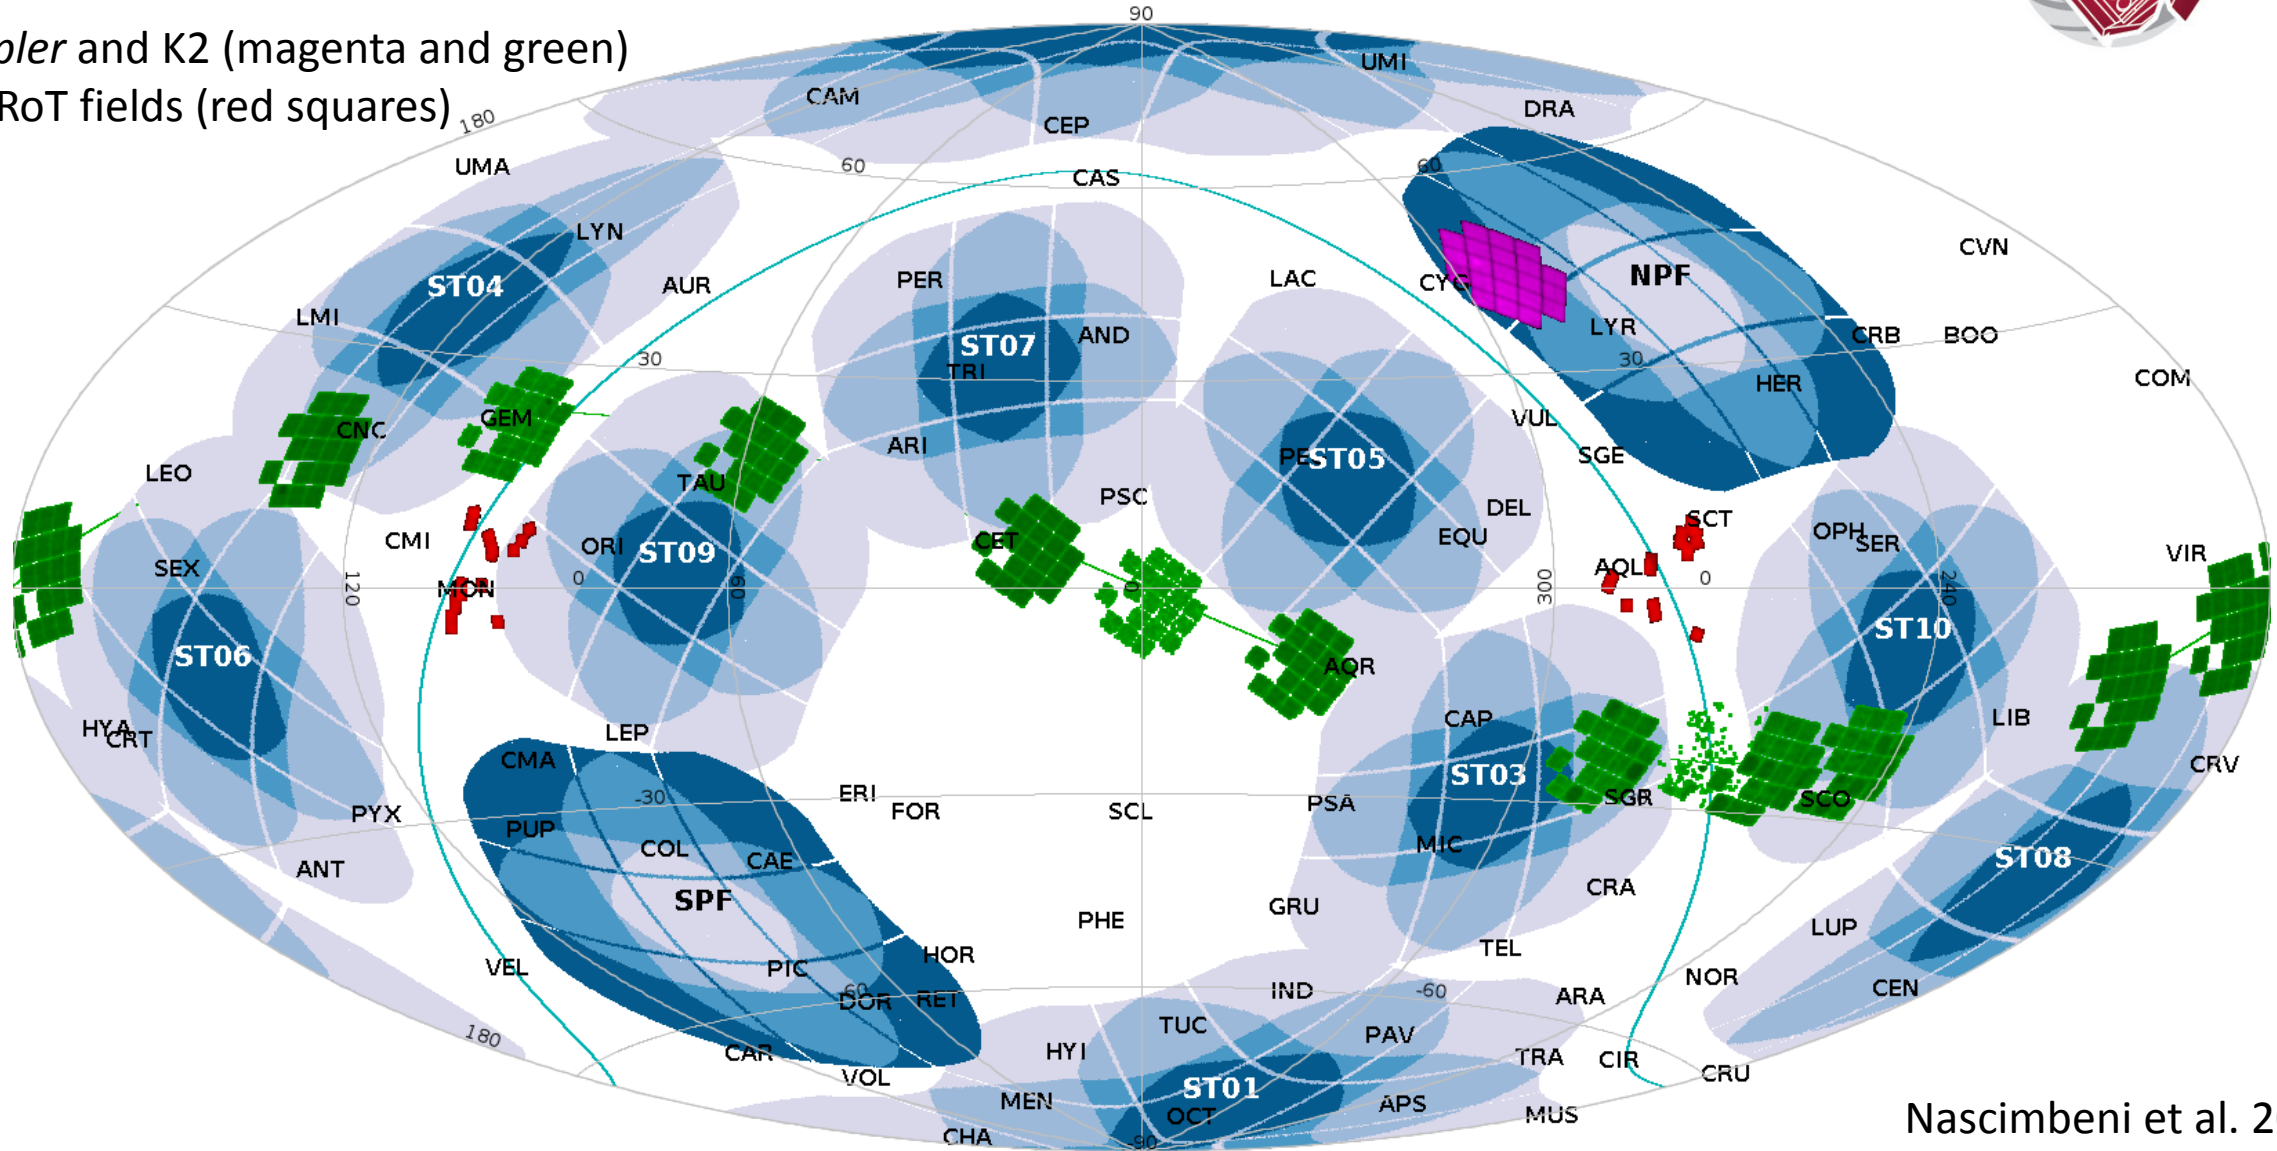 90
and K2 (magenta and green)
UMI
CAM
RoT fields (red squares)
DRA
180
CEP
UMA
60
60
CAS
LYN
CVN
PER
LAC
NPF
ST04
AUR
CYG
LMI
LYR
AND
CRB
BOO
ST07
30
30
TRI
HER
COM
GEM
VUL
CNC
ARI
SGE
ST05
LEO
TAU
PSC
DEL
SCT
OPH
EQU
SER
CMI
CET
ORI
ST09
VIR
SEX
AQL
0
0
0
120
MON
60
300
240
ST10
ST06
AQR
CAP
LIB
HYA
CRT
LEP
CMA
CRV
ST03
ERI
-30
SGR
SCO
PSA
FOR
SCL
PYX
PUP
COL
MIC
CAE
ST08
ANT
CRA
SPF
GRU
PHE
LUP
TEL
HOR
VEL
PIC
NOR
IND
-60
-60
CEN
ARA
DOR
RET
TUC
PAV
180
CAR
HYI
TRA
CIR
CRU
VOL
ST01
MEN
APS
OCT
MUS
Nascimbeni et al. 2
CHA
-90